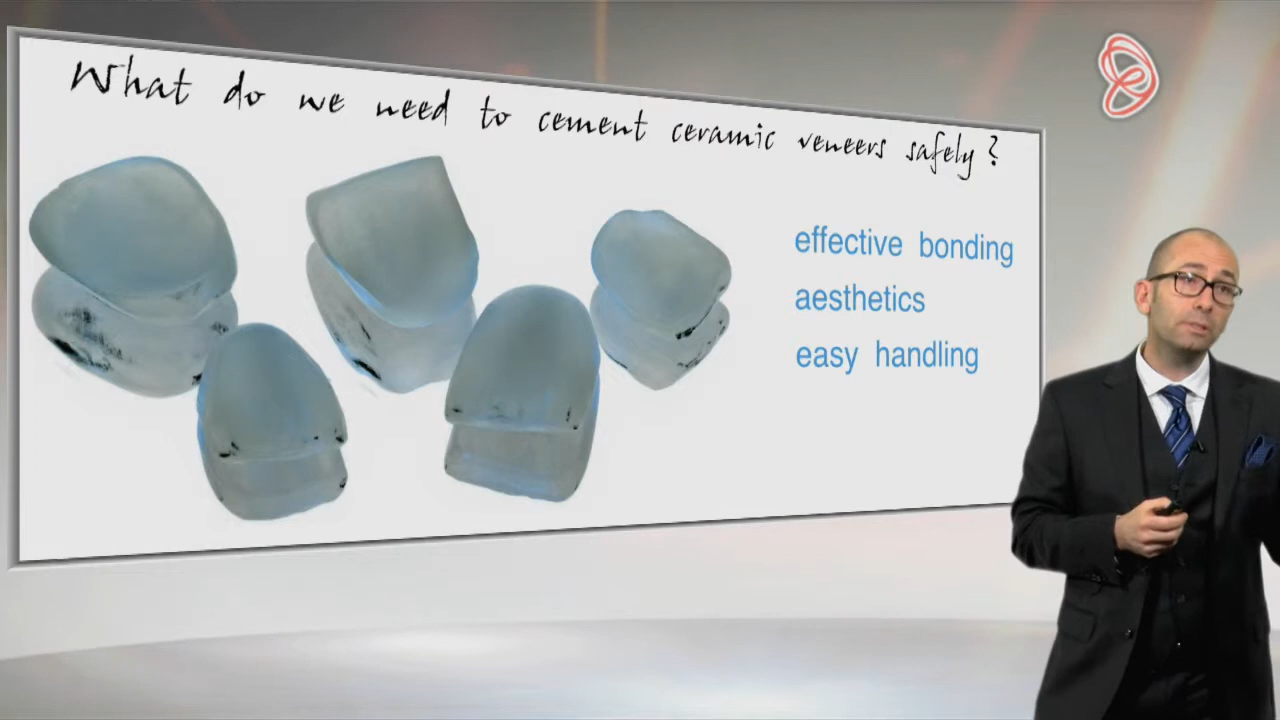 What do we need to cement ceramic veneers safely?
effective bonding
aesthetics
easy handling